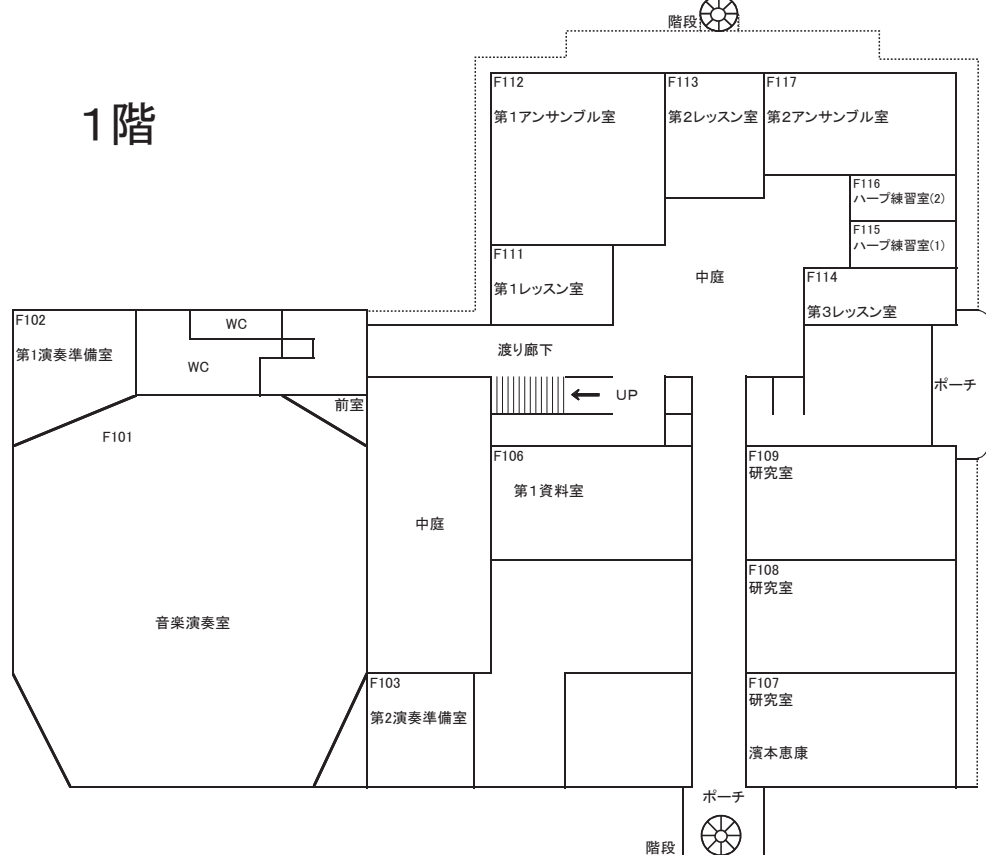 階段
1階
F112
第1アンサンブル室
F113
第2レッスン室
F117
第2アンサンブル室
F116
ハープ練習室(2)
F115
ハープ練習室(1)
F111
第1レッスン室
中庭
F114
第3レッスン室
F102
第1演奏準備室
WC
WC
渡り廊下
前室
UP
ポーチ
F101
F106
第1資料室
F109
研究室
中庭
F108
研究室
音楽演奏室
F103
第2演奏準備室
F107
研究室
濱本恵康
ポーチ
階段